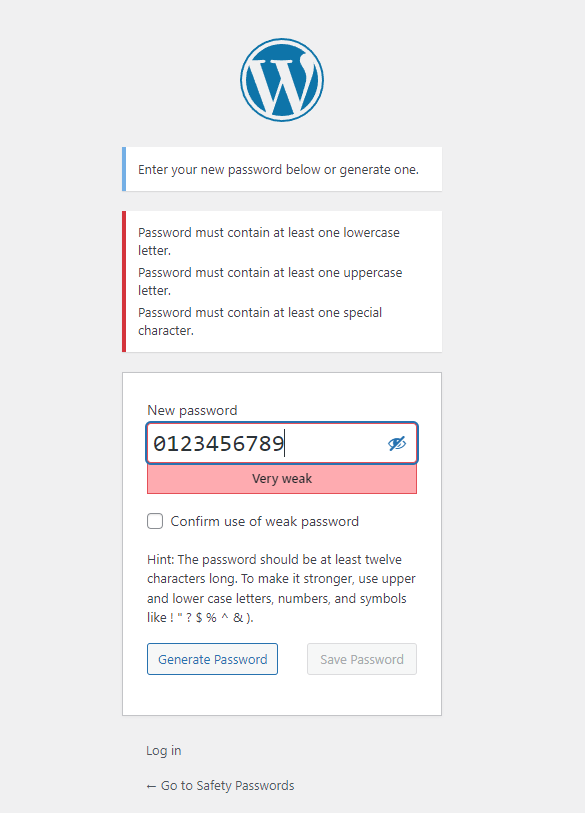 Enter your new password below or generate one.
Password must contain at least one lowercase
letter.
Password must contain at least one uppercase
letter.
Password must contain at least one special
character.
New password
0123456789
Very weak
Confirm use of weak password
Hint: The password should be at least twelve
characters long. To make it stronger, use upper
and lower case letters, numbers, and symbols
like ! " ? $ % ^ & ).
Generate Password
Save Password
Log in
← Go to Safety Passwords